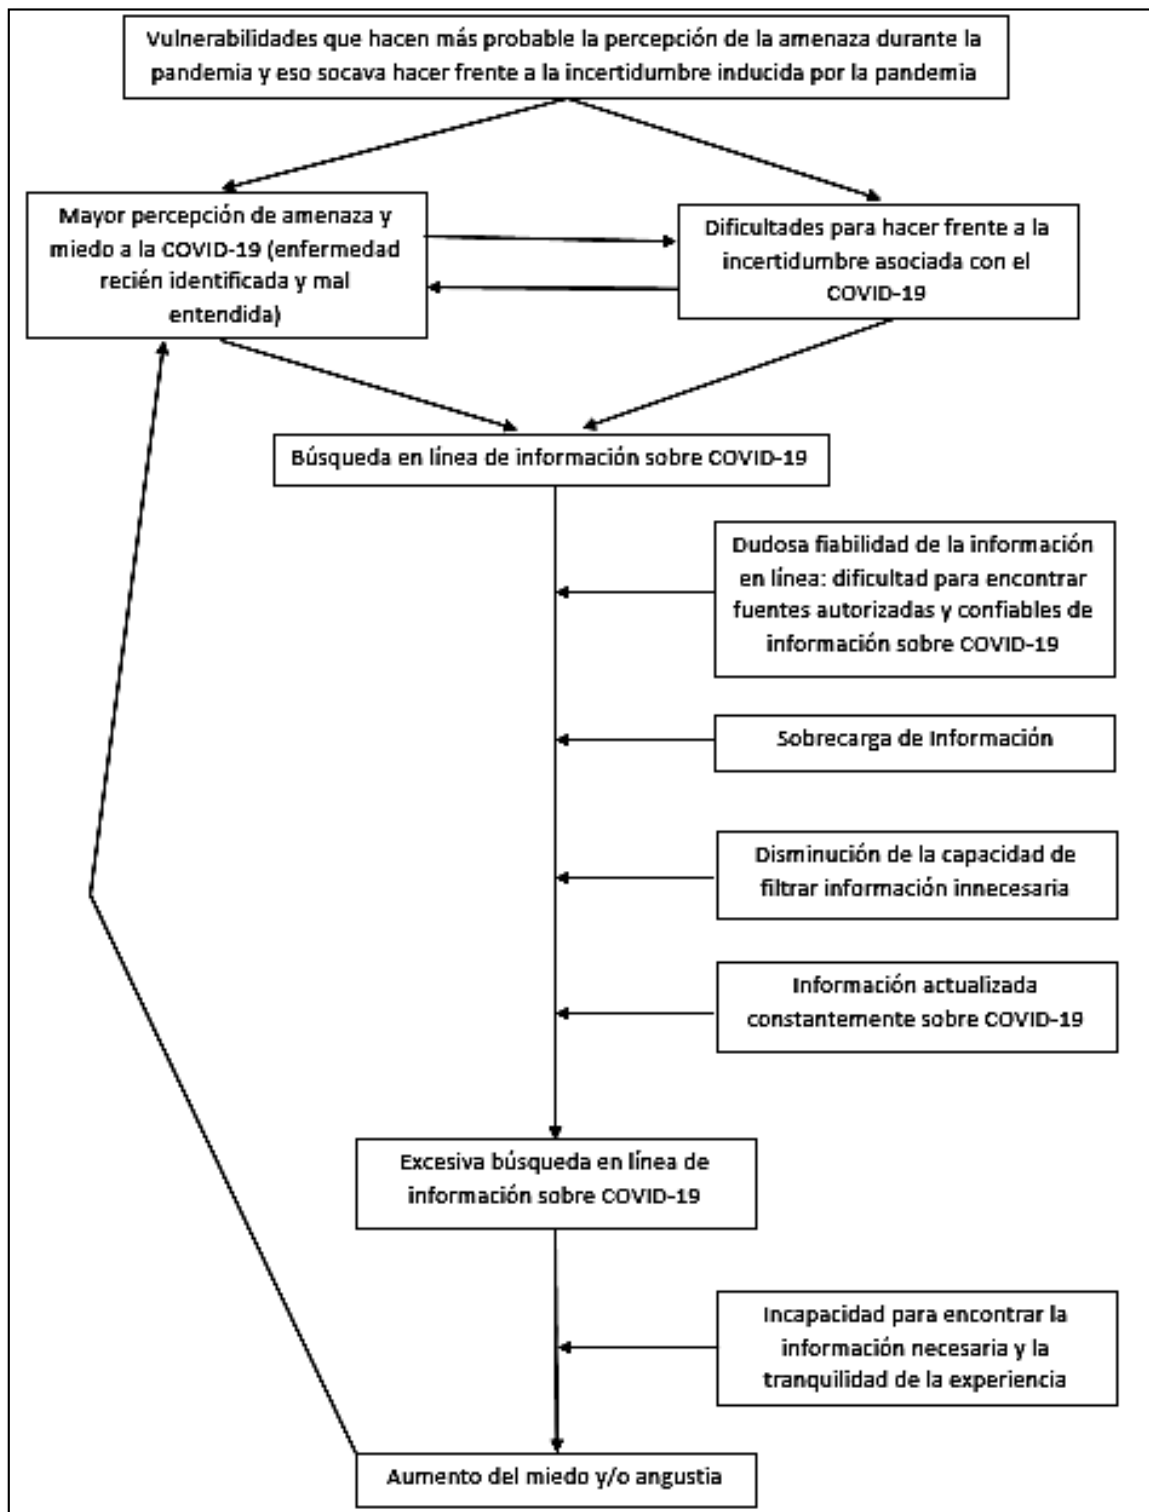 Vulnerabilidades que hacen más probable la percepción de la amenaza durante la
pandemia y eso socava hacer frente a la incertidumbre inducida por la pandemia
Mayor percepción de amenaza y
miedo a la COVID-19 (enfermedad
recién identificada y mal
entendida)
Dificultades para hacer frente a la
incertidumbre asociada con el
COVID-19
Búsqueda en línea de información sobre COVID-19
Dudosa fiabilidad de la información
en línea: dificultad para encontrar
fuentes autorizadas y confiables de
información sobre COVID-19
Sobrecarga de Información
Disminución de la capacidad de
filtrar información innecesaria
Información actualizada
constantemente sobre COVID-19
Excesiva búsqueda en línea de
información sobre COVID-19
Incapacidad para encontrar la
información necesaria y la
tranquilidad de la experiencia
Aumento del miedo y/o angustia